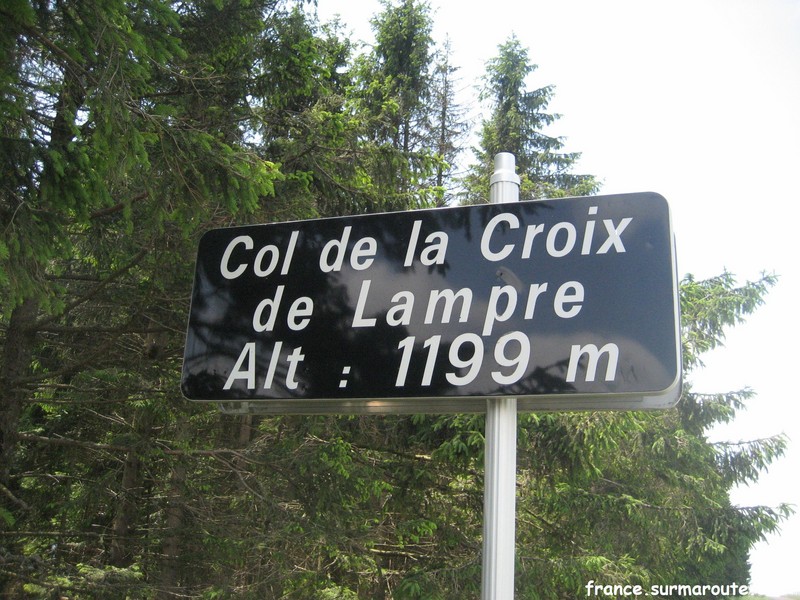 Col de la Croix
de Lampre
Alt : 1199 m
france.surmaroute